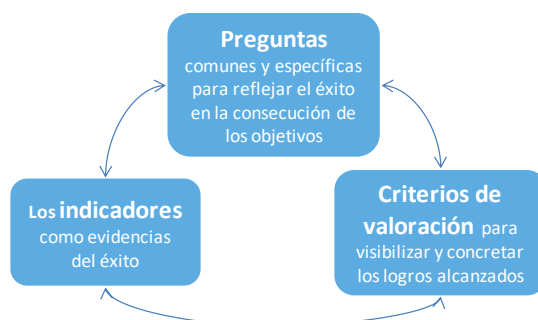 Preguntas
comunes y específicas
para reflejar el éxito
en la consecución de
los objetivos
Los indicadores
como evidencias
del éxito
Criterios de
valoración para
visibilizar y concretar
los logros alcanzados